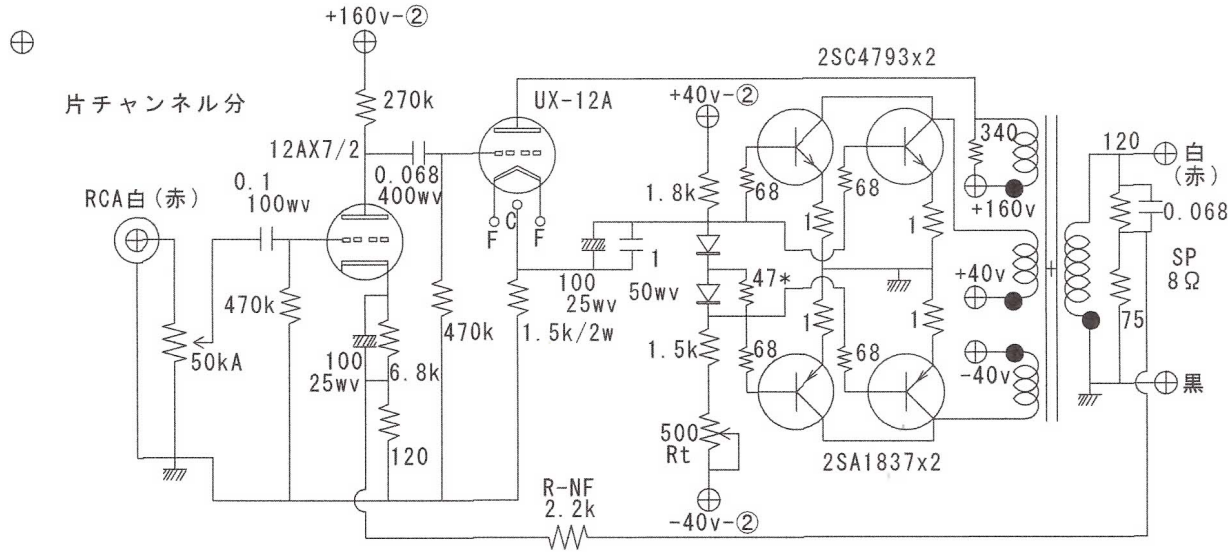 +160v-②
2SC4793x2
片チャンネル分
270k
UX-12A
+40v-②
12AX7/2
340
120
白
(赤)
0.1
100wv
0.068
400wv
1.8k
68
68
+160v
0.068
RCA白(赤)
F
C
F
1
1
SP
8Ω
100
25wv
1
50wv
47*
+40v
470k
470k
1.5k/2w
1
1
75
50kA
100
25wv
6.8k
1.5k
68
68
-40v
黒
120
500
Rt
2SA1837x2
R-NF
2.2k
-40v-②